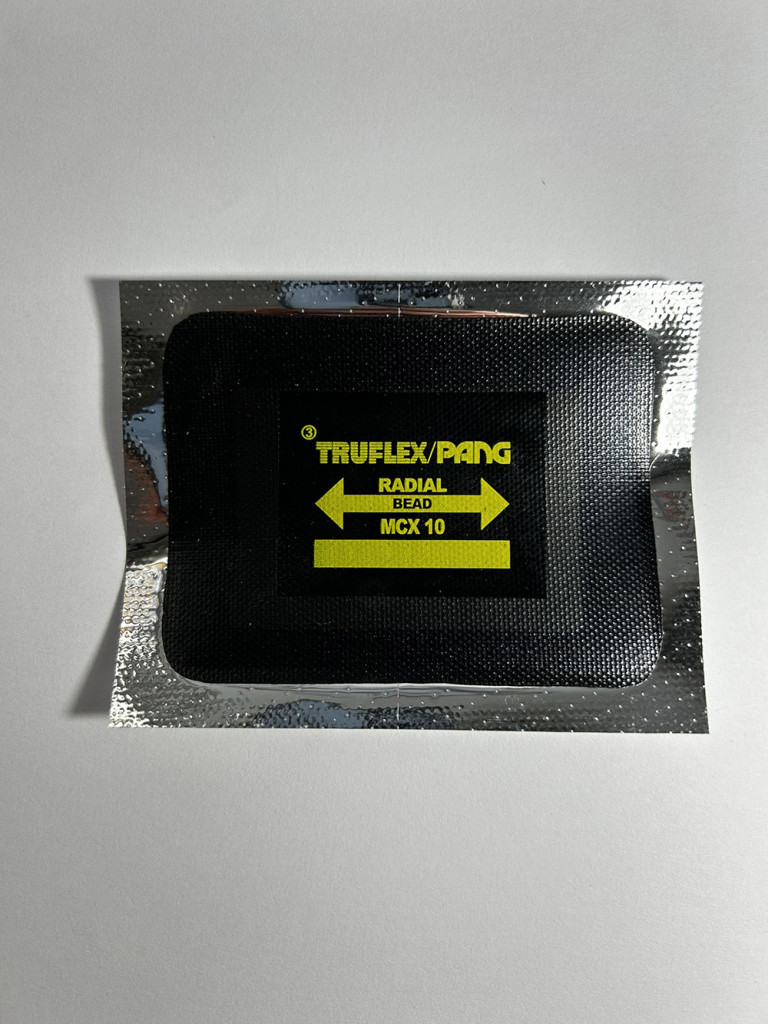 ③
TRUFLEX/PANG
RADIAL
BEAD
MCX 10